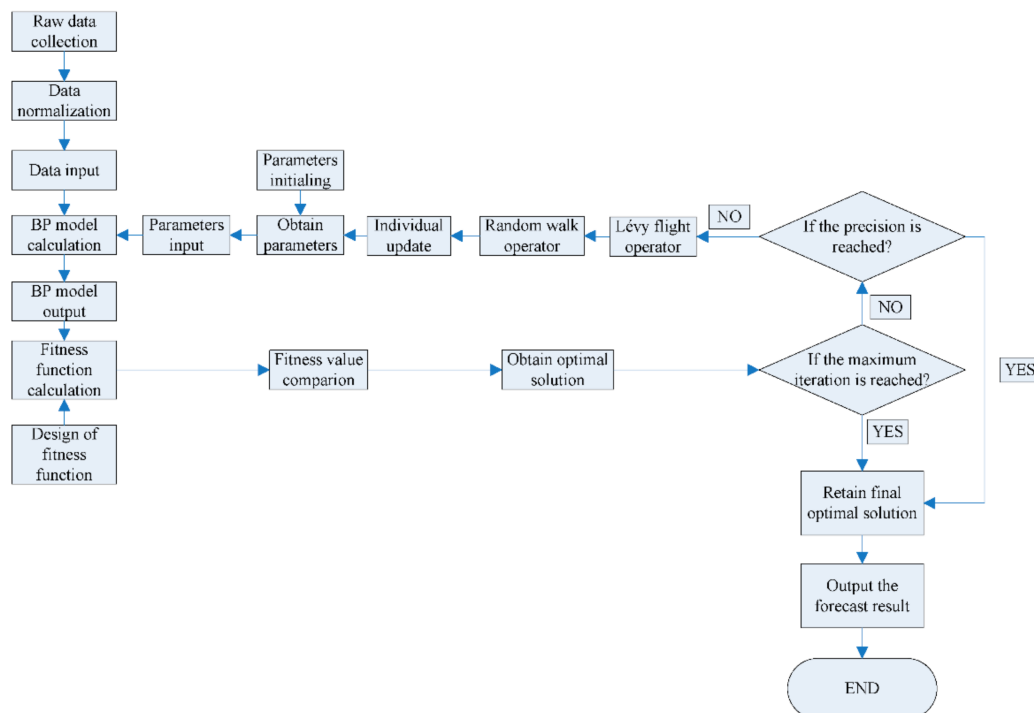 Raw data
collection
Data
normalization
Data input
Parameters
initialing
BP model
calculation
Parameters
input
Obtain
parameters
Individual
update
Random walk
operator
Lévy flight
operator
NO
If the precision is
reached?
BP model
output
NO
Fitness
function
calculation
Fitness value
comparion
Obtain optimal
solution
If the maximum
iteration is reached?
YES
YES
Design of
fitness
function
Retain final
optimal solution
Output the
forecast result
END